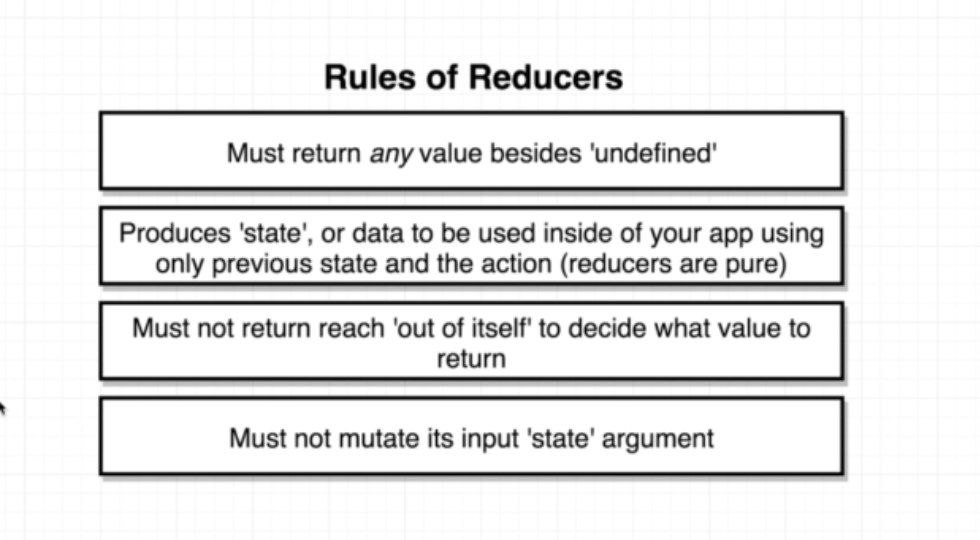 Rules of Reducers
Must return any value besides 'undefined'
Produces 'state', or data to be used inside of your app using
only previous state and the action (reducers are pure)
Must not return reach 'out of itself' to decide what value to
return
Must not mutate its input 'state' argument